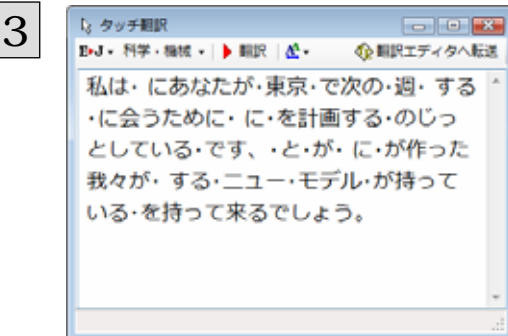 3
タッチ翻訳
E▸J 科学・機械 翻訳 翻訳エディタへ転送
私は・にあなたが・東京・で次の・週・する
・に会うために・に・を計画する・のじっ
としている・です、・と・が・に・が作った
我々が・する・ニュー・モデル・が持って
いる・を持って来るでしょう。